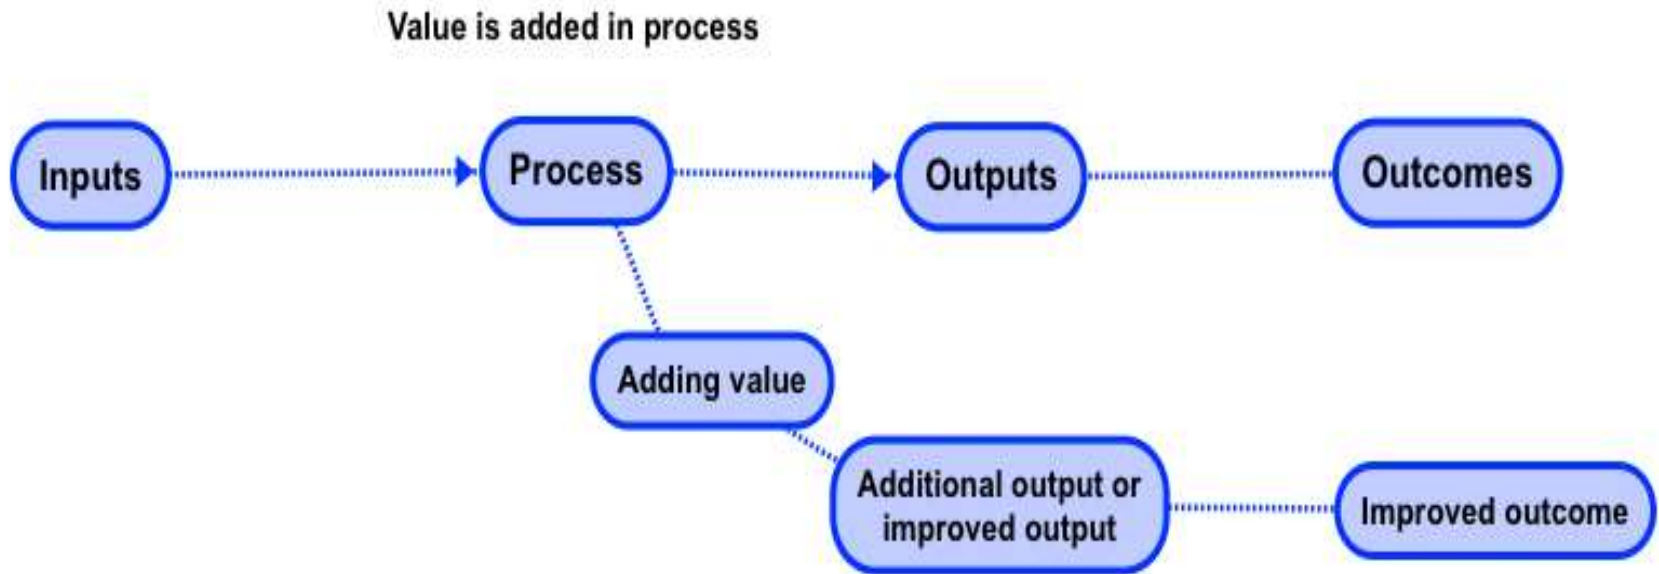 Value is added in process
Inputs
Process
Outputs
Outcomes
Adding value
Additional output or
improved output
Improved outcome